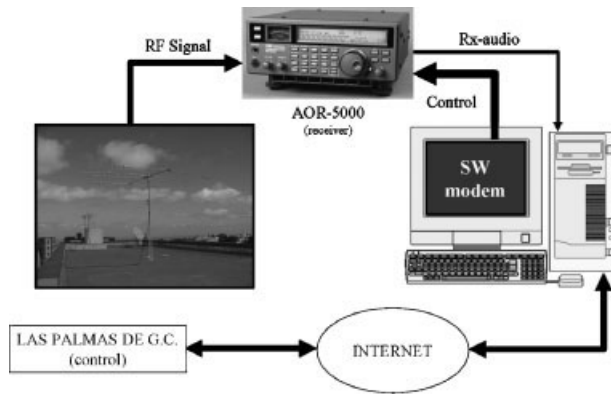 RF Signal
Rx-audio
AOR-5000
(receiver)
Control
SW
modem
LAS PALMAS DE G.C.
(control)
INTERNET